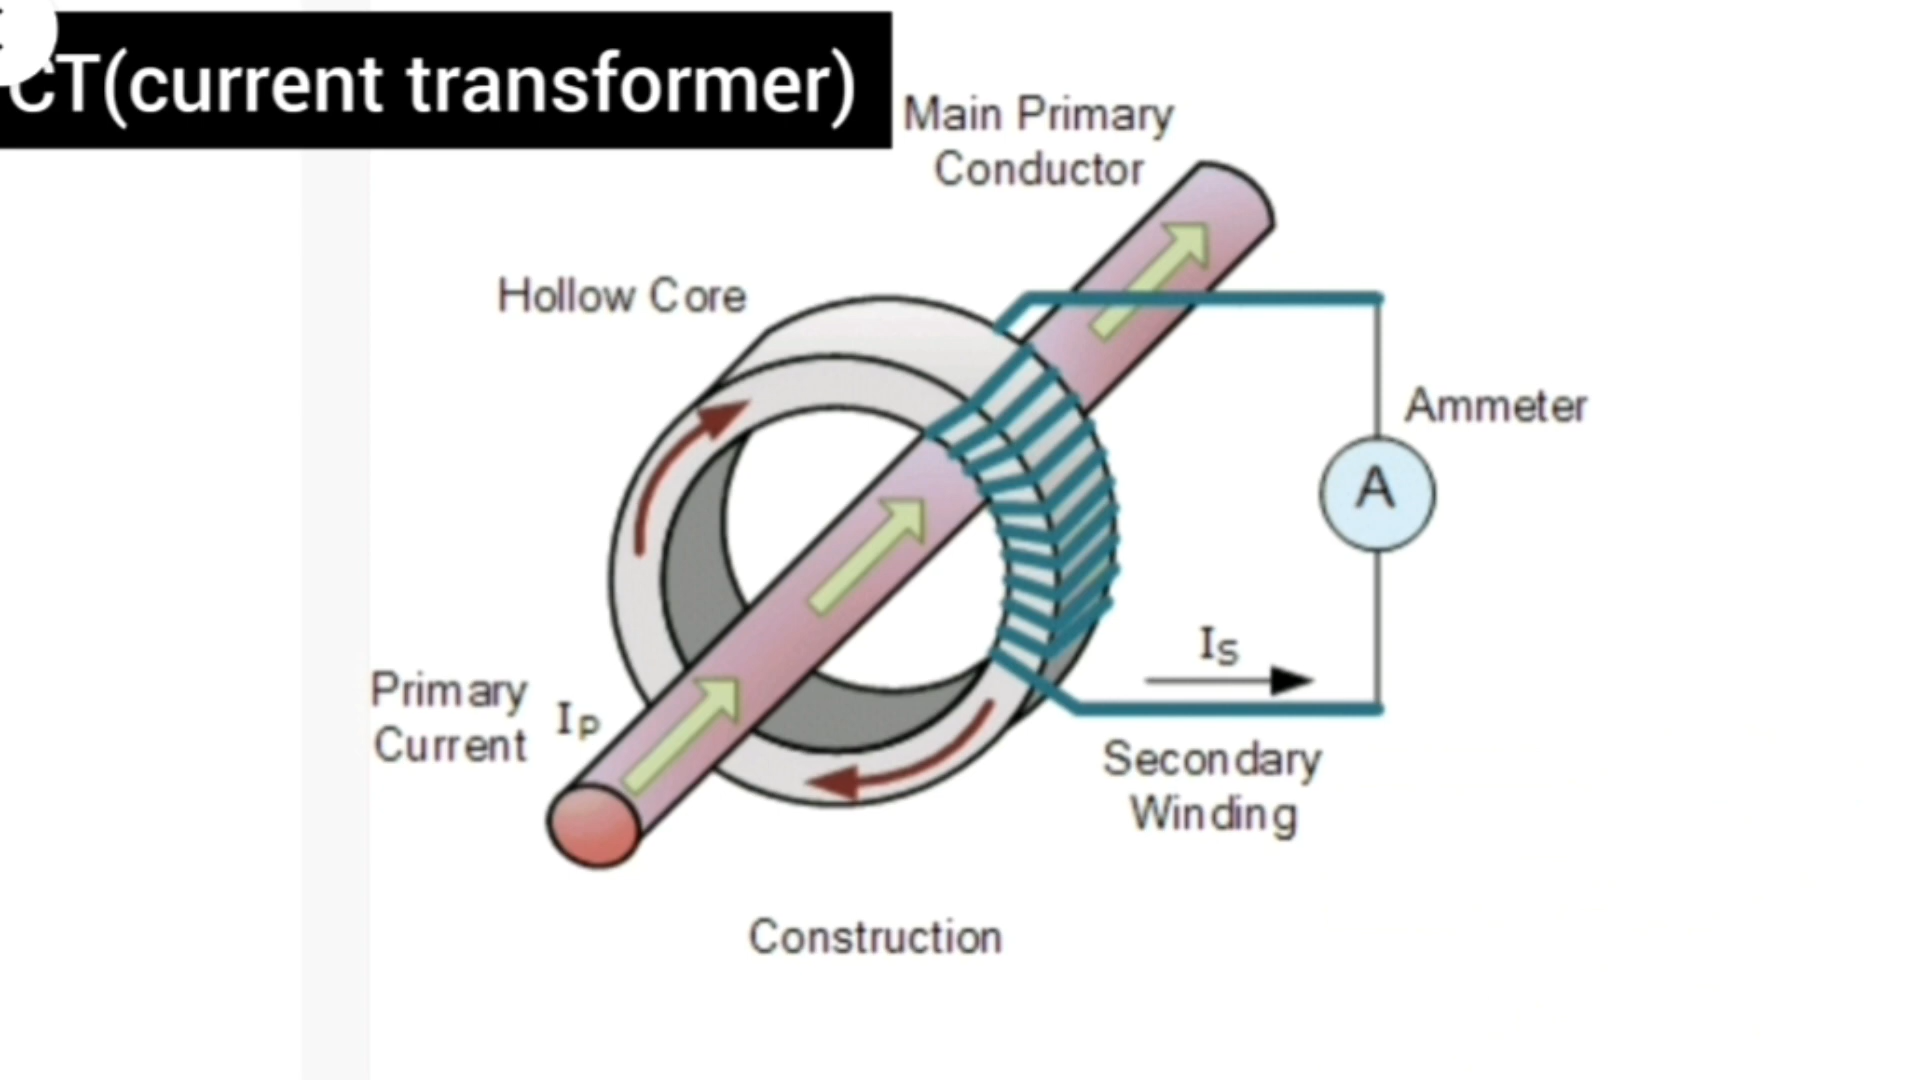 CT(current transformer)
Main Primary
Conductor
Hollow Core
Ammeter
A
Is
Primary
Current
Ip
Secondary
Winding
Construction